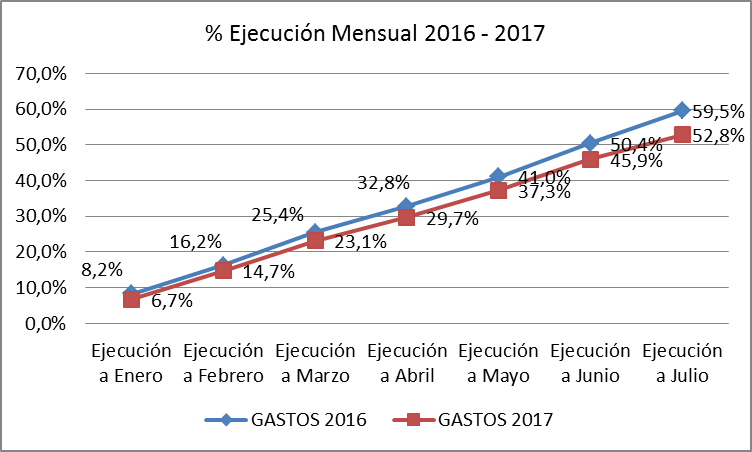 % Ejecución Mensual 2016 - 2017
70,0%
60,0%
50,0%
40,0%
30,0%
20,0%
10,0%
0,0%
8,2%
16,2%
25,4%
32,8%
41,0%
50,4%
59,5%
6,7%
14,7%
23,1%
29,7%
37,3%
45,9%
52,8%
Ejecución
a Enero
Ejecución
a Febrero
Ejecución
a Marzo
Ejecución
a Abril
Ejecución
a Mayo
Ejecución
a Junio
Ejecución
a Julio
GASTOS 2016
GASTOS 2017